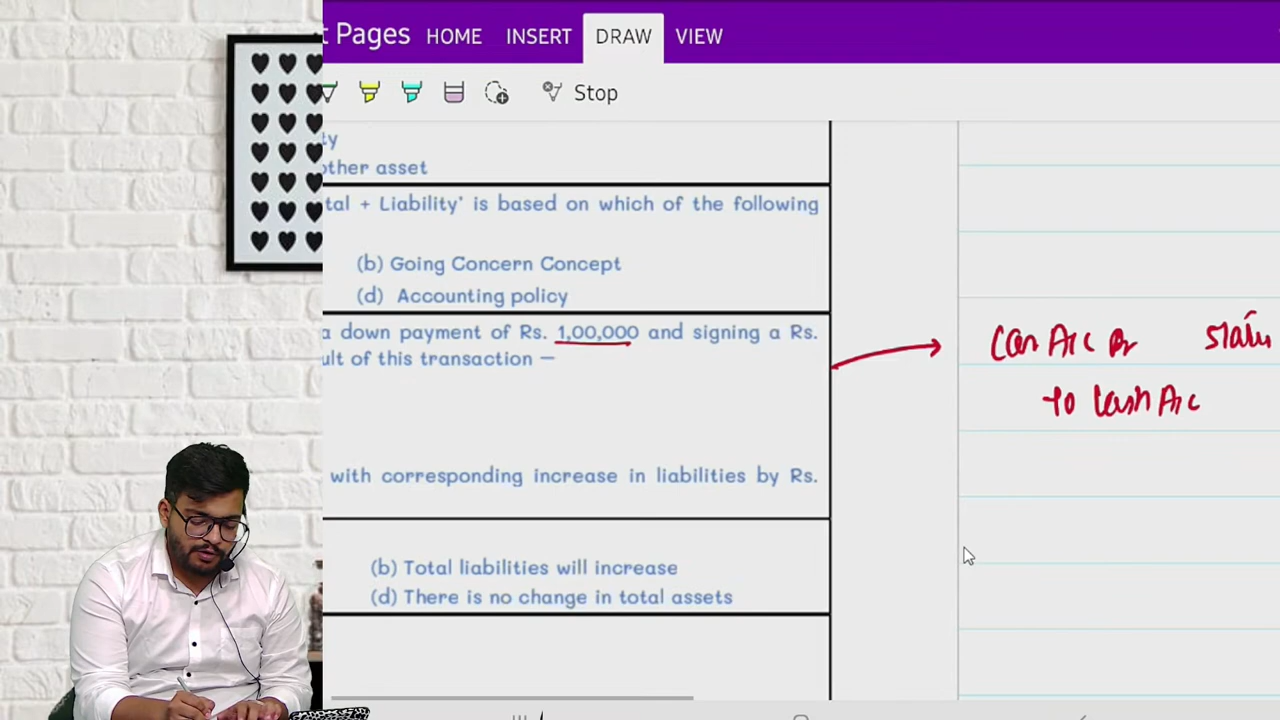 t Pages HOME INSERT DRAW VIEW
Stop
ty
other asset
tal + Liability' is based on which of the following
(b) Going Concern Concept
(d) Accounting policy
a down payment of Rs. 1,00,000 and signing a Rs.
ult of this transaction –
with corresponding increase in liabilities by Rs.
(b) Total liabilities will increase
(d) There is no change in total assets
Car A/c Dr
To Cash A/c